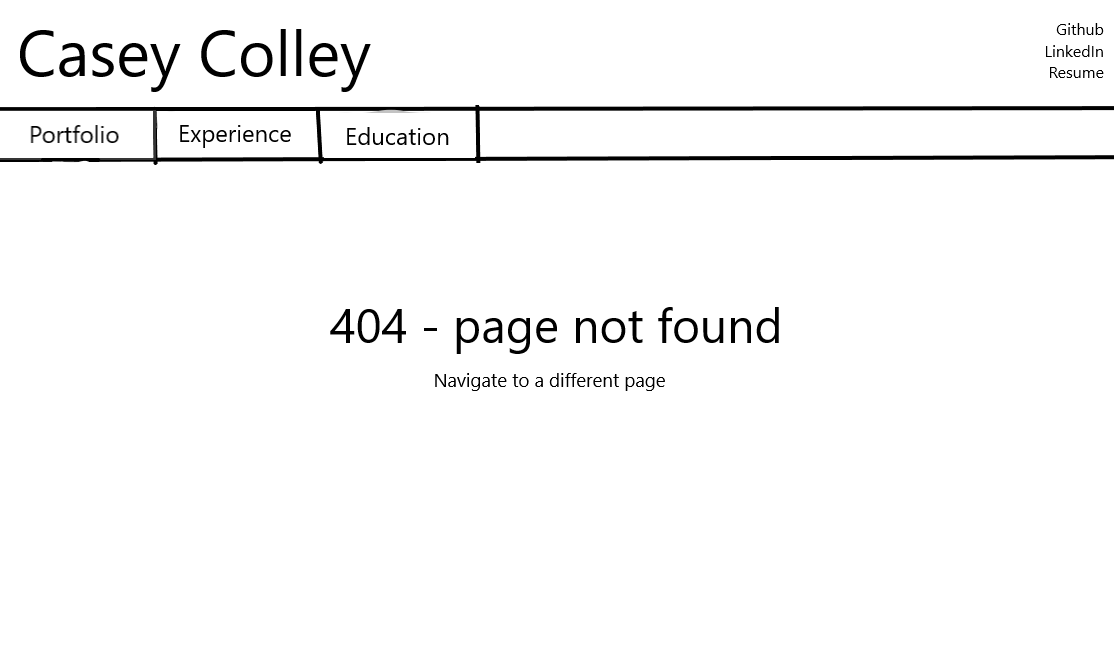 Casey Colley
Github
LinkedIn
Resume
Portfolio
Experience
Education
404 - page not found
Navigate to a different page